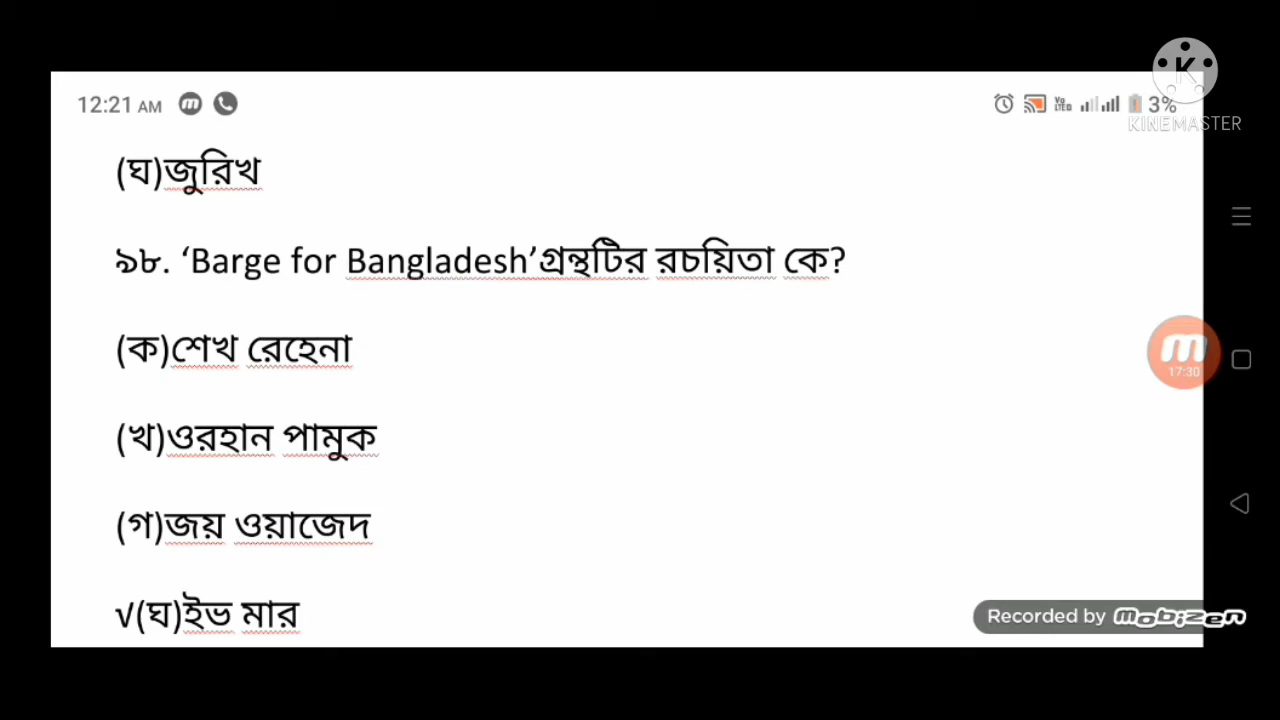 12:21 AM 3%
KINEMASTER
(ঘ)জুরিখ
৯৮. ‘Barge for Bangladesh’গ্রন্থটির রচয়িতা কে?
(ক)শেখ রেহেনা
17:30
(খ)ওরহান পামুক
(গ)জয় ওয়াজেদ
√(ঘ)ইভ মার
Recorded by mobizen